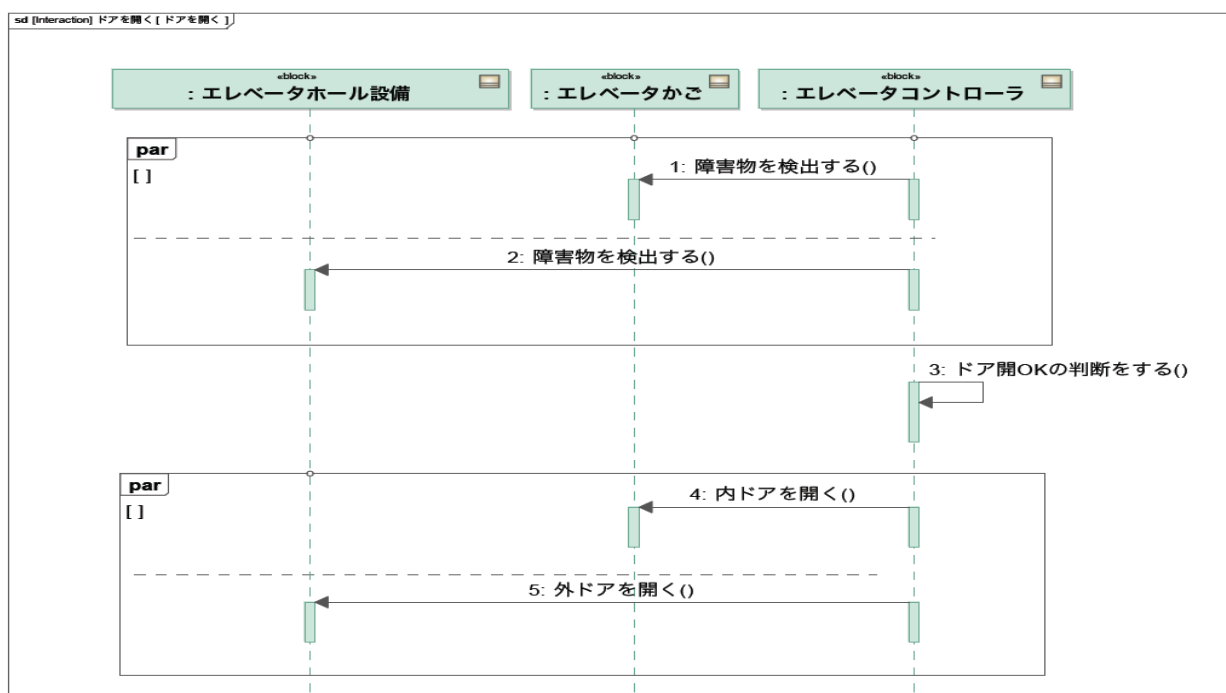 sd [Interaction] ドアを開く[ ドアを開く ]
«block»
: エレベータホール設備
«block»
: エレベータかご
«block»
: エレベータコントローラ
par
[ ]
1: 障害物を検出する()
2: 障害物を検出する()
3: ドア開OKの判断をする()
par
[ ]
4: 内ドアを開く()
5: 外ドアを開く()